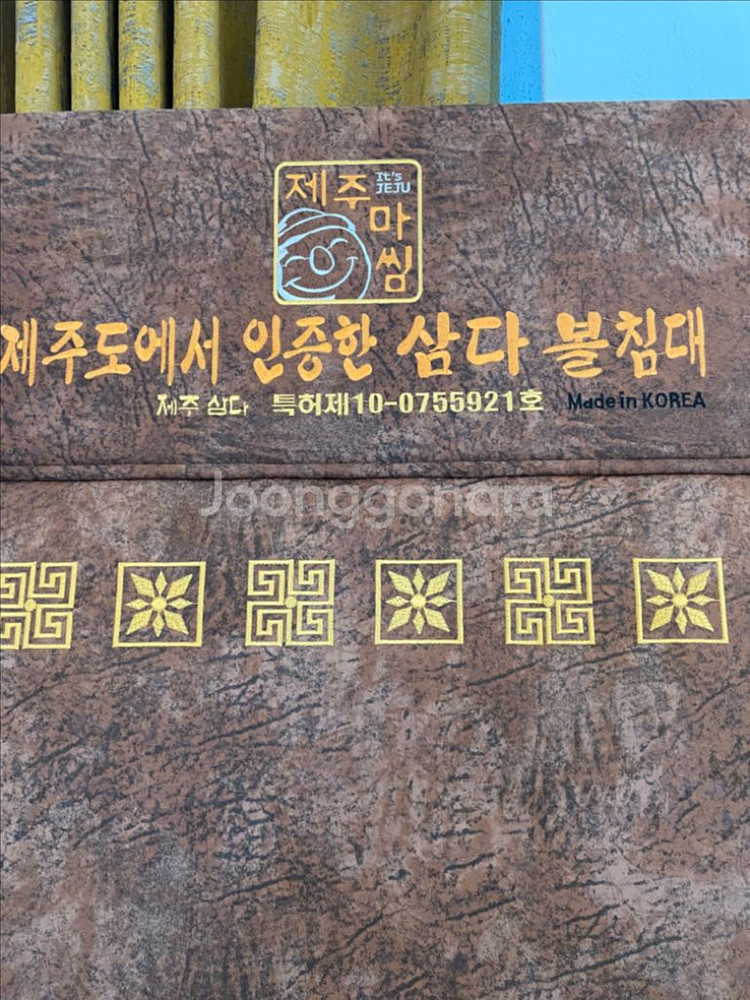 제주 It's
JEJU
마
씸
제주도에서 인증한 삼다 볼침대
제주 삼다 특허제10-0755921호 Made in KOREA
Joonggonara